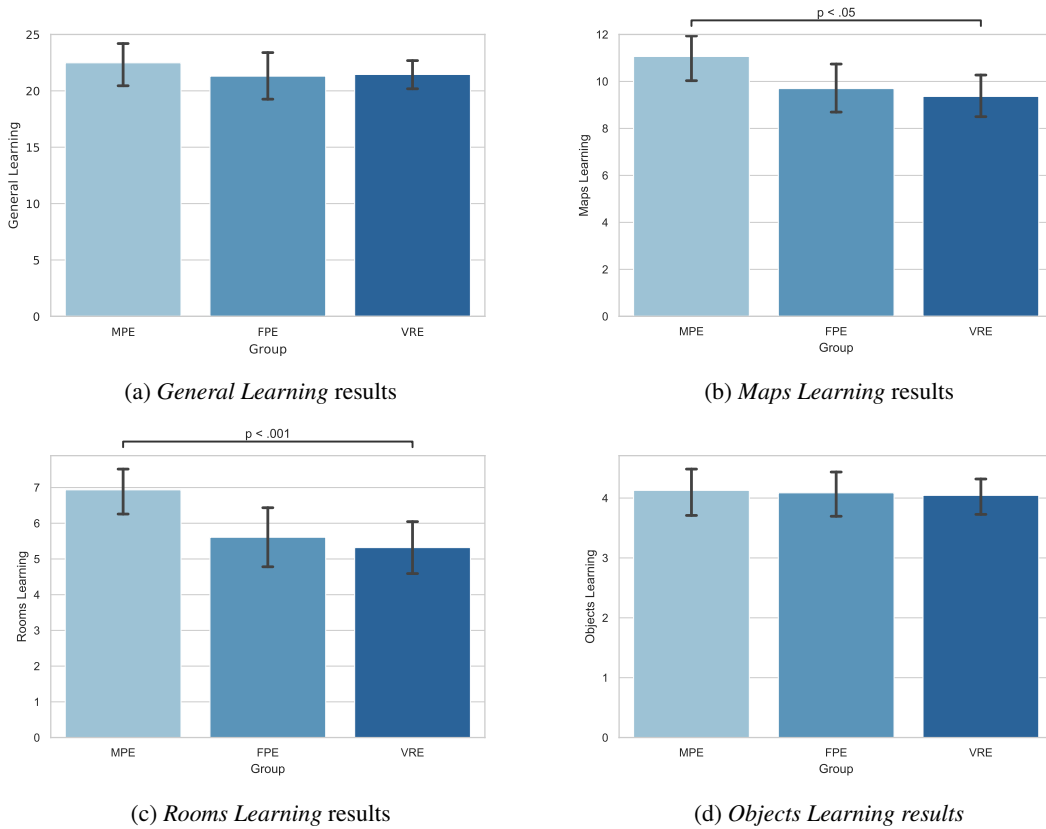 25
20
15
10
5
0
General Learning
MPE FPE VRE
Group
(a) General Learning results
p < .05
12
10
8
6
4
2
0
Maps Learning
MPE FPE VRE
Group
(b) Maps Learning results
p < .001
7
6
5
4
3
2
1
0
Rooms Learning
MPE FPE VRE
Group
(c) Rooms Learning results
4
3
2
1
0
Objects Learning
MPE FPE VRE
Group
(d) Objects Learning results